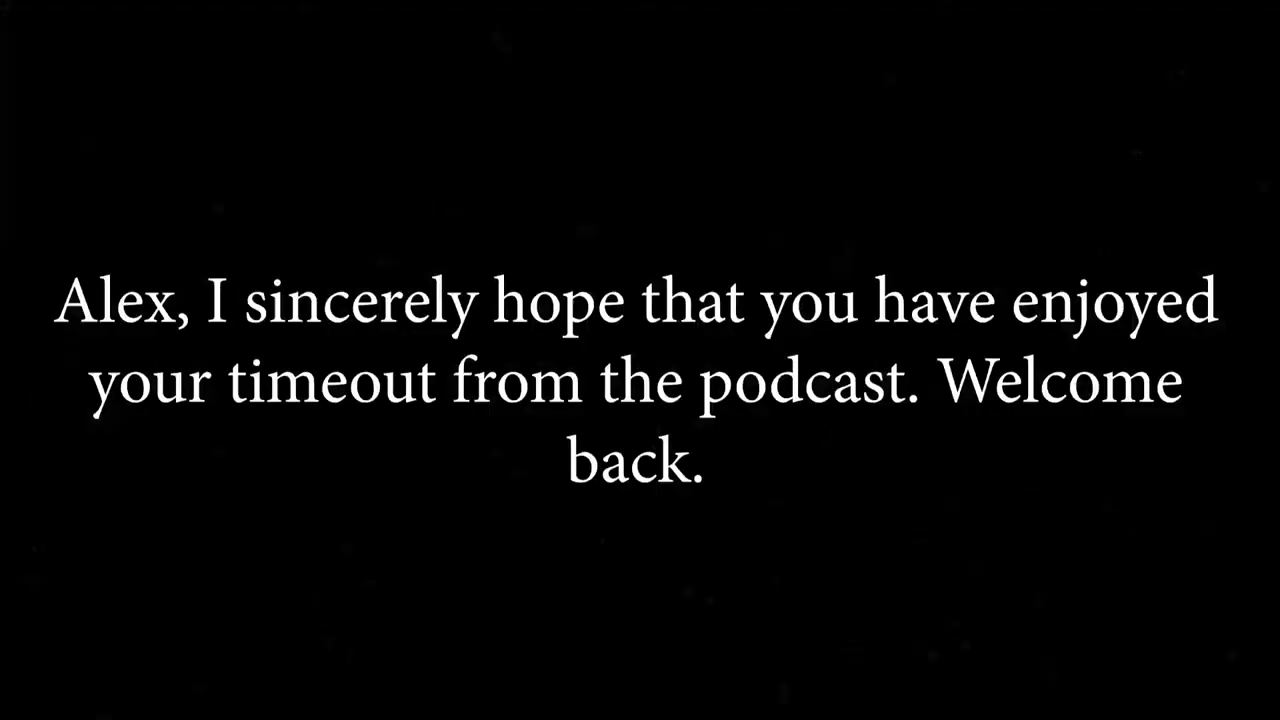 Alex, I sincerely hope that you have enjoyed
your timeout from the podcast. Welcome
back.